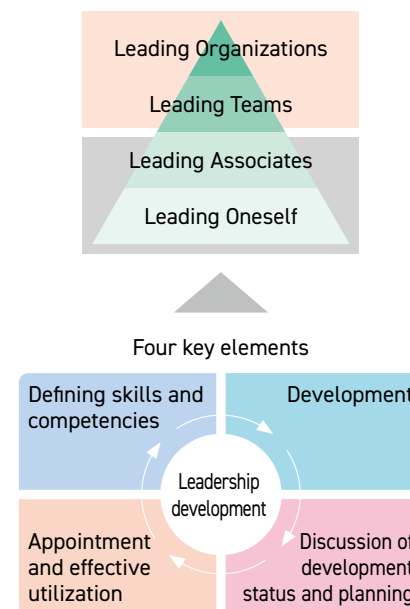 Leading Organizations
Leading Teams
Leading Associates
Leading Oneself
Four key elements
Defining skills and
competencies
Development
Leadership
development
Appointment
and effective
utilization
Discussion of
development
status and planning